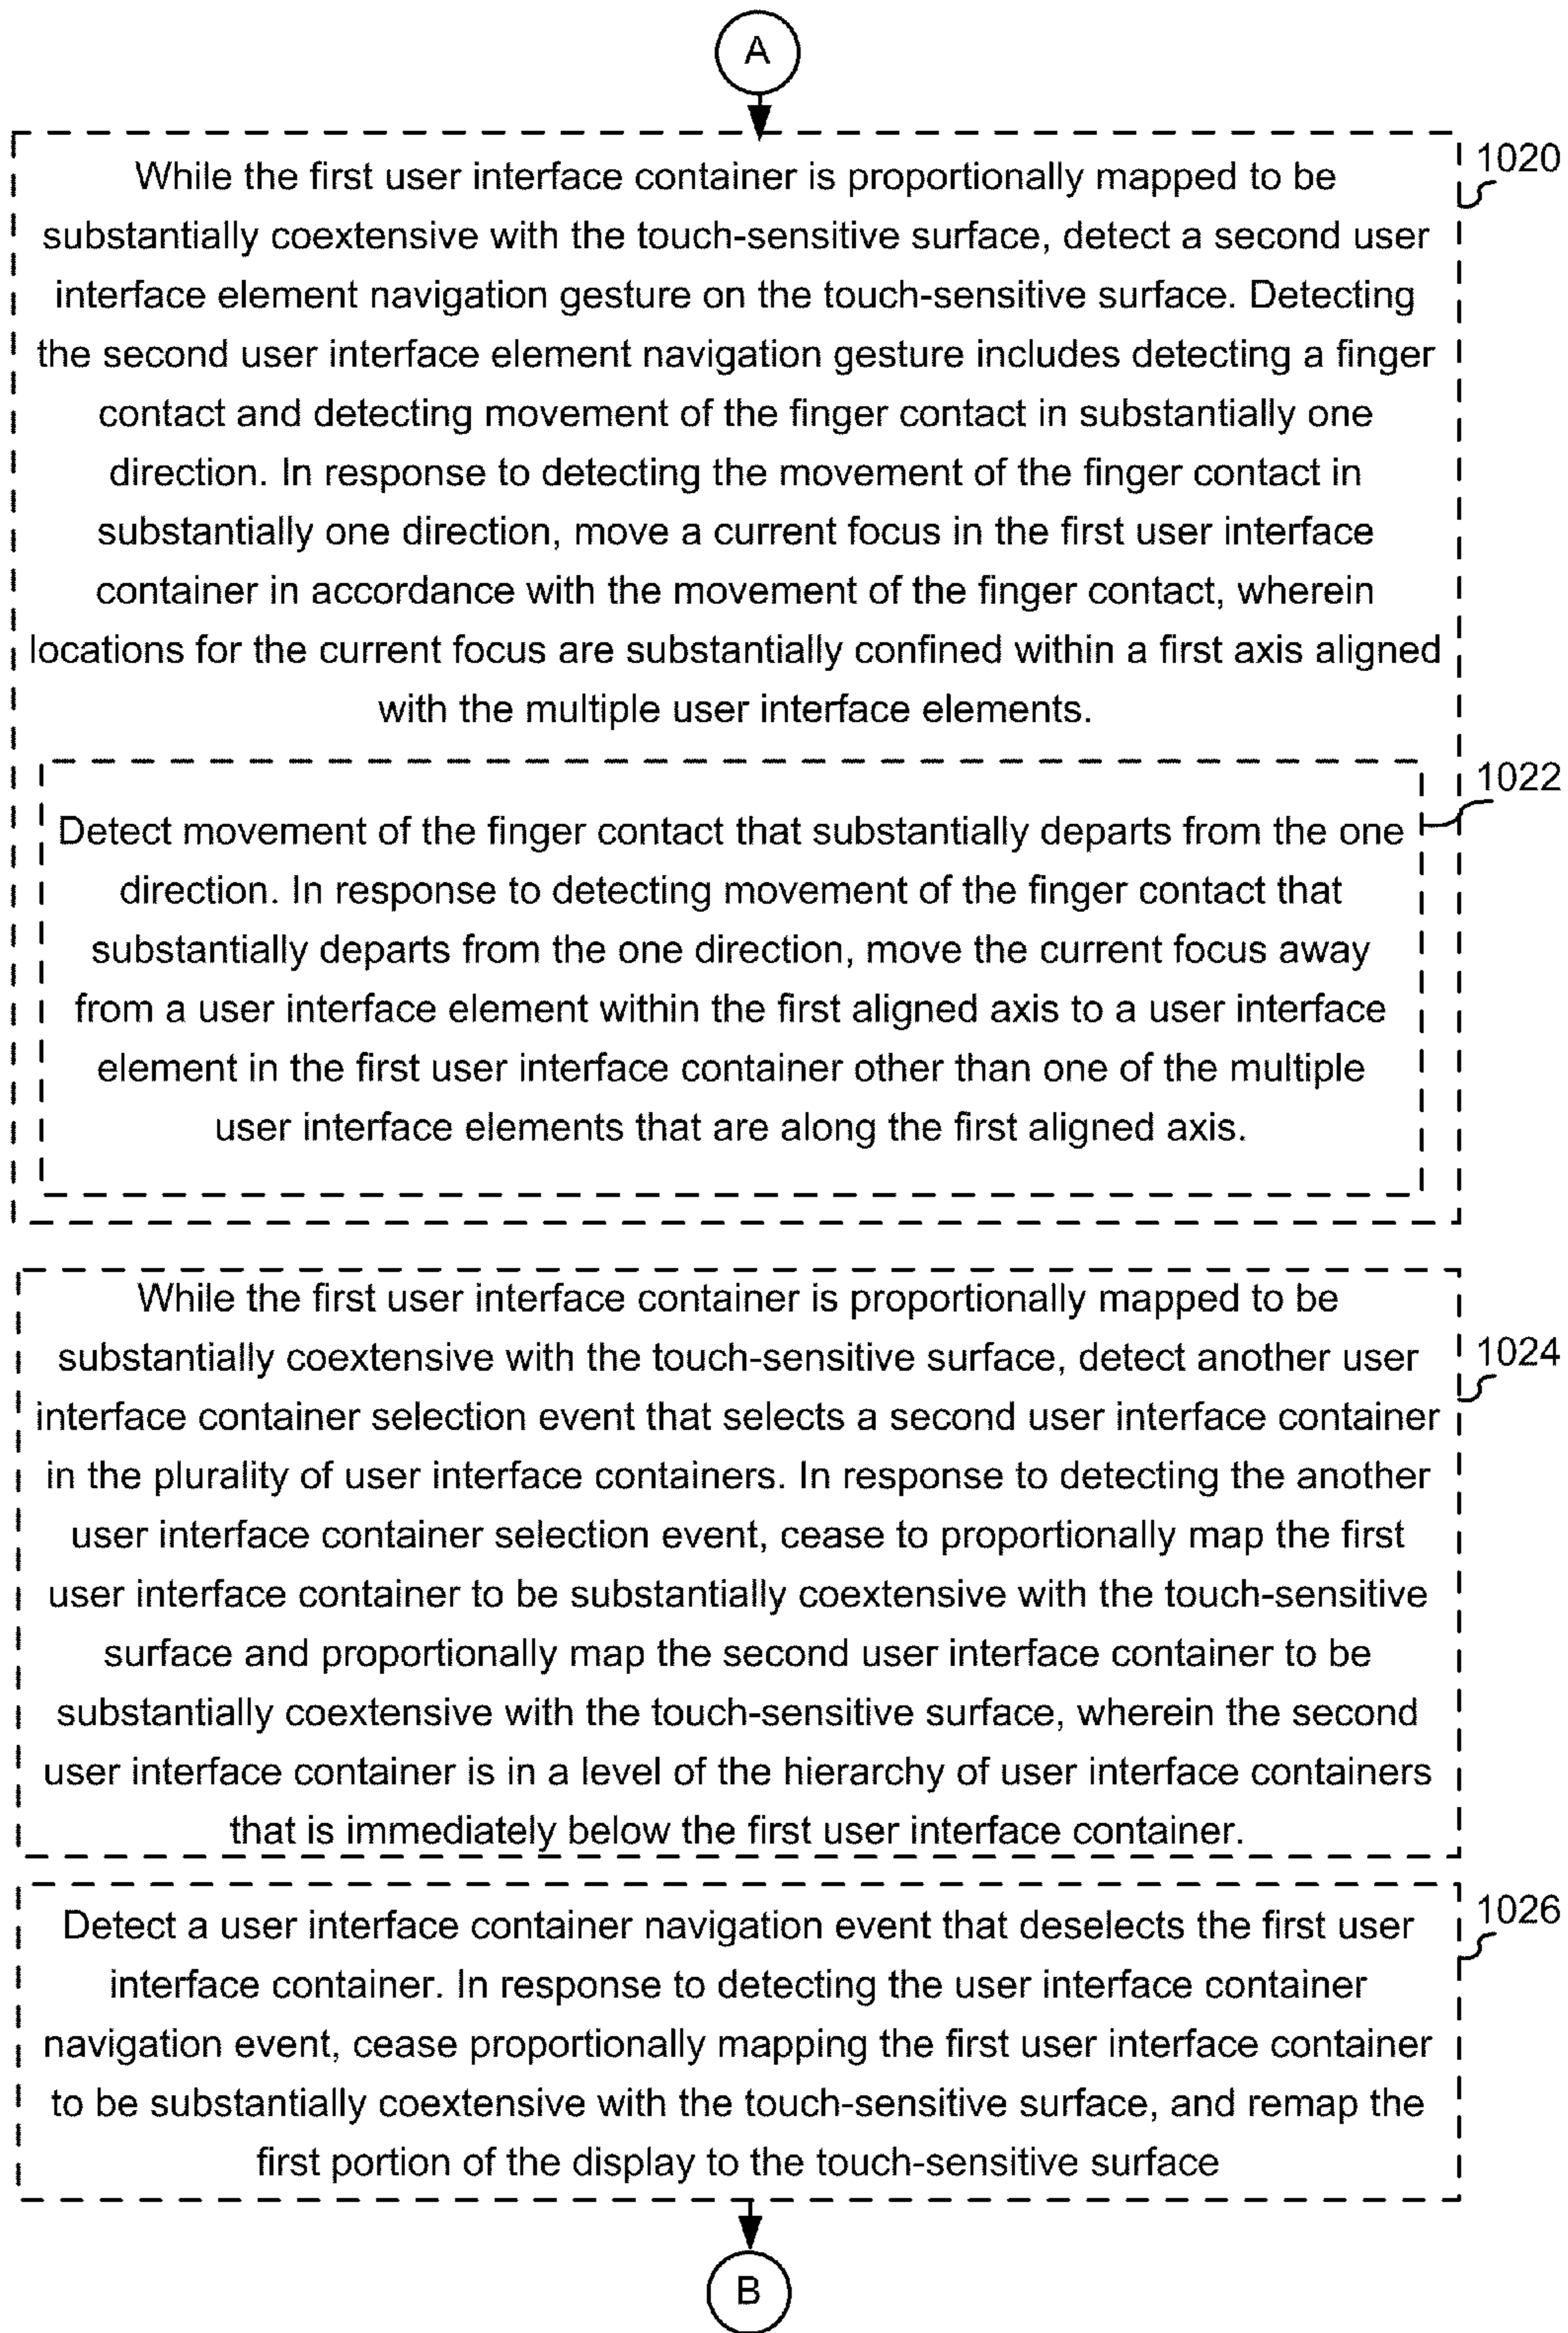 A
While the first user interface container is proportionally mapped to be
substantially coextensive with the touch-sensitive surface, detect a second user
interface element navigation gesture on the touch-sensitive surface. Detecting
the second user interface element navigation gesture includes detecting a finger
contact and detecting movement of the finger contact in substantially one
direction. In response to detecting the movement of the finger contact in
substantially one direction, move a current focus in the first user interface
container in accordance with the movement of the finger contact, wherein
locations for the current focus are substantially confined within a first axis aligned
with the multiple user interface elements.
1020
Detect movement of the finger contact that substantially departs from the one
direction. In response to detecting movement of the finger contact that
substantially departs from the one direction, move the current focus away
from a user interface element within the first aligned axis to a user interface
element in the first user interface container other than one of the multiple
user interface elements that are along the first aligned axis.
1022
While the first user interface container is proportionally mapped to be
substantially coextensive with the touch-sensitive surface, detect another user
interface container selection event that selects a second user interface container
in the plurality of user interface containers. In response to detecting the another
user interface container selection event, cease to proportionally map the first
user interface container to be substantially coextensive with the touch-sensitive
surface and proportionally map the second user interface container to be
substantially coextensive with the touch-sensitive surface, wherein the second
user interface container is in a level of the hierarchy of user interface containers
that is immediately below the first user interface container.
1024
Detect a user interface container navigation event that deselects the first user
interface container. In response to detecting the user interface container
navigation event, cease proportionally mapping the first user interface container
to be substantially coextensive with the touch-sensitive surface, and remap the
first portion of the display to the touch-sensitive surface
1026
B